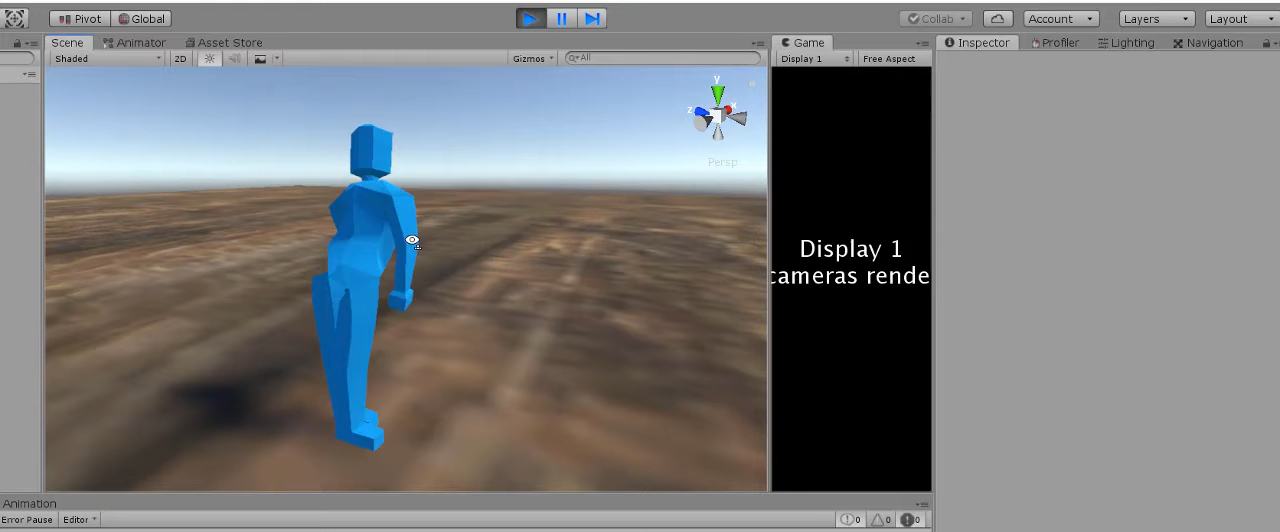 Pivot Global Collab Account Layers Layout
Scene Animator Asset Store Game Inspector Profiler Lighting Navigation
Shaded 2D Gizmos All Display 1 Free Aspect
y
z x
Persp
Display 1
cameras rende
Animation
Error Pause Editor 0 0 0